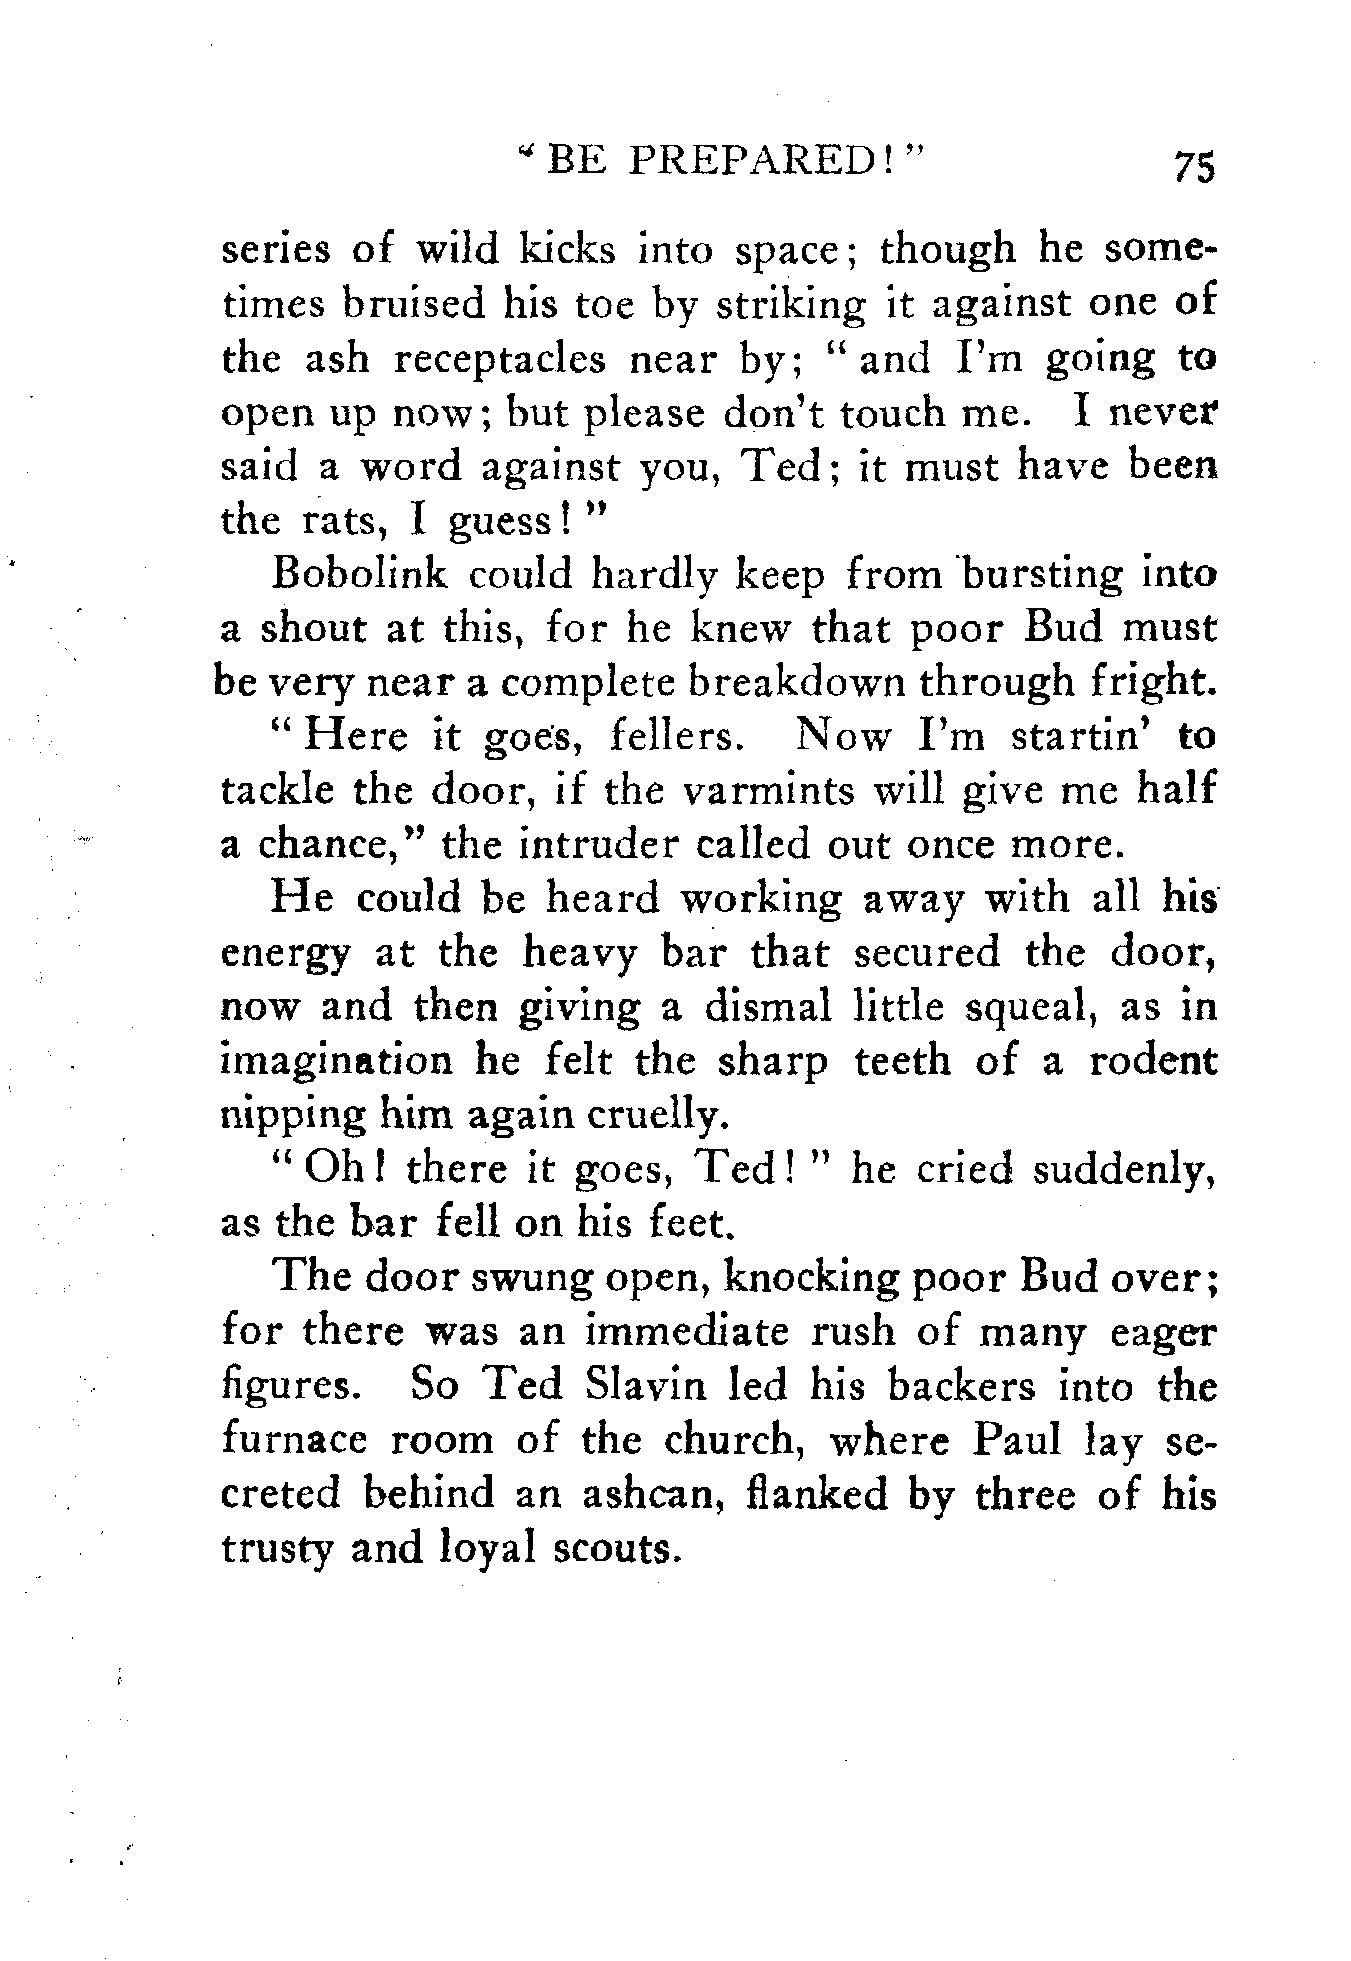 “ BE PREPARED! ” 75
series of wild kicks into space; though he some-
times bruised his toe by striking it against one of
the ash receptacles near by; “ and I’m going to
open up now; but please don’t touch me. I never
said a word against you, Ted; it must have been
the rats, I guess! ”
Bobolink could hardly keep from bursting into
a shout at this, for he knew that poor Bud must
be very near a complete breakdown through fright.
“ Here it goes, fellers. Now I’m startin’ to
tackle the door, if the varmints will give me half
a chance,” the intruder called out once more.
He could be heard working away with all his
energy at the heavy bar that secured the door,
now and then giving a dismal little squeal, as in
imagination he felt the sharp teeth of a rodent
nipping him again cruelly.
“ Oh! there it goes, Ted! ” he cried suddenly,
as the bar fell on his feet.
The door swung open, knocking poor Bud over;
for there was an immediate rush of many eager
figures. So Ted Slavin led his backers into the
furnace room of the church, where Paul lay se-
creted behind an ashcan, flanked by three of his
trusty and loyal scouts.